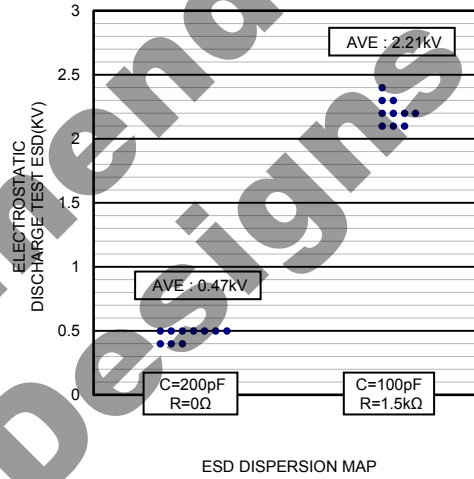 3
2.5
2
1.5
1
0.5
0
ELECTROSTATIC
DISCHARGE TEST ESD(KV)
AVE : 2.21kV
AVE : 0.47kV
C=200pF
R=0Ω
C=100pF
R=1.5kΩ
ESD DISPERSION MAP
Designs